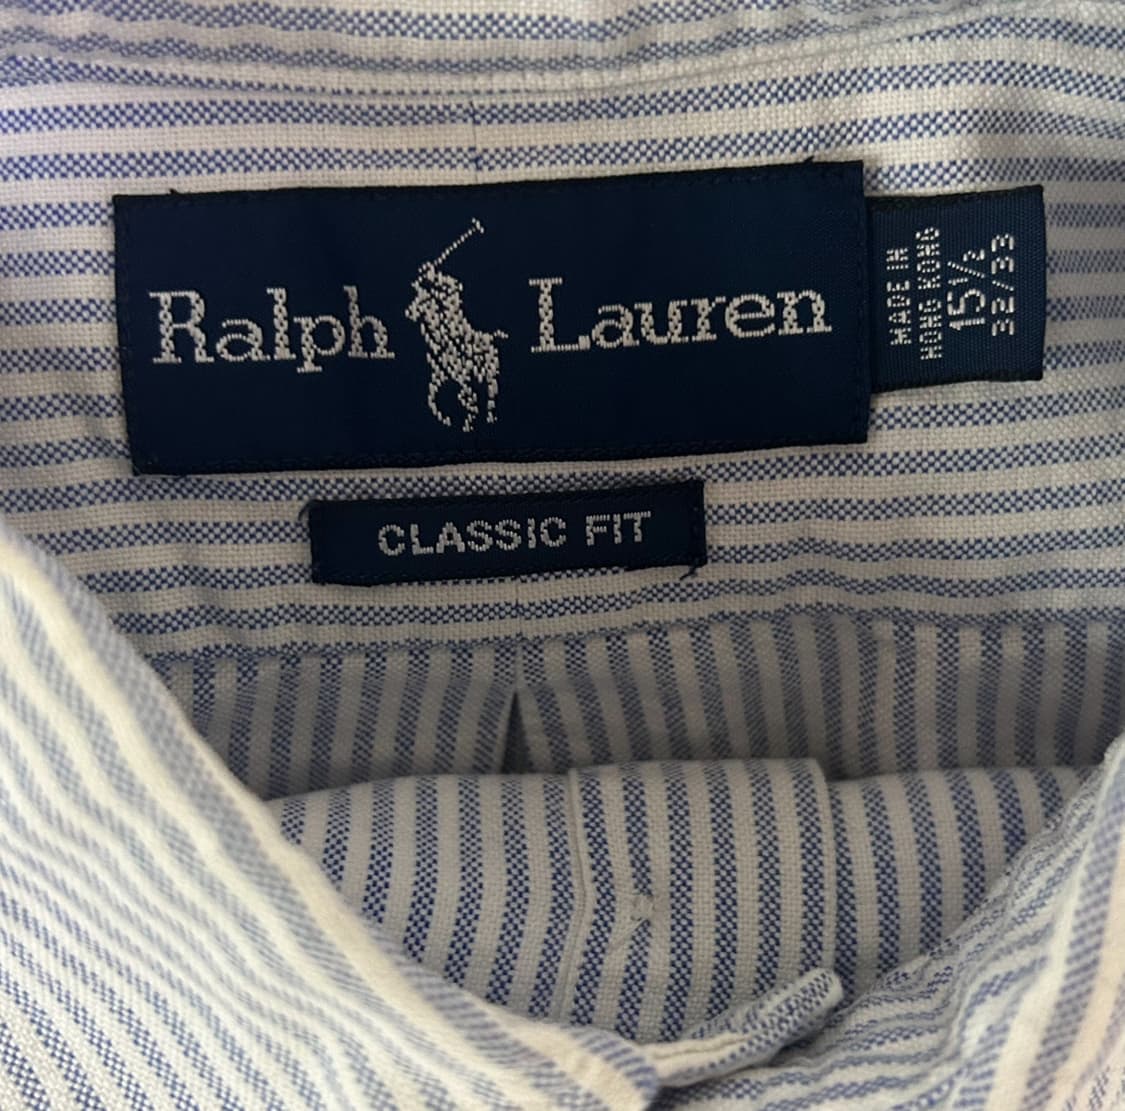 Ralph Lauren
MADE IN
HONG KONG
15½
32/33
CLASSIC FIT